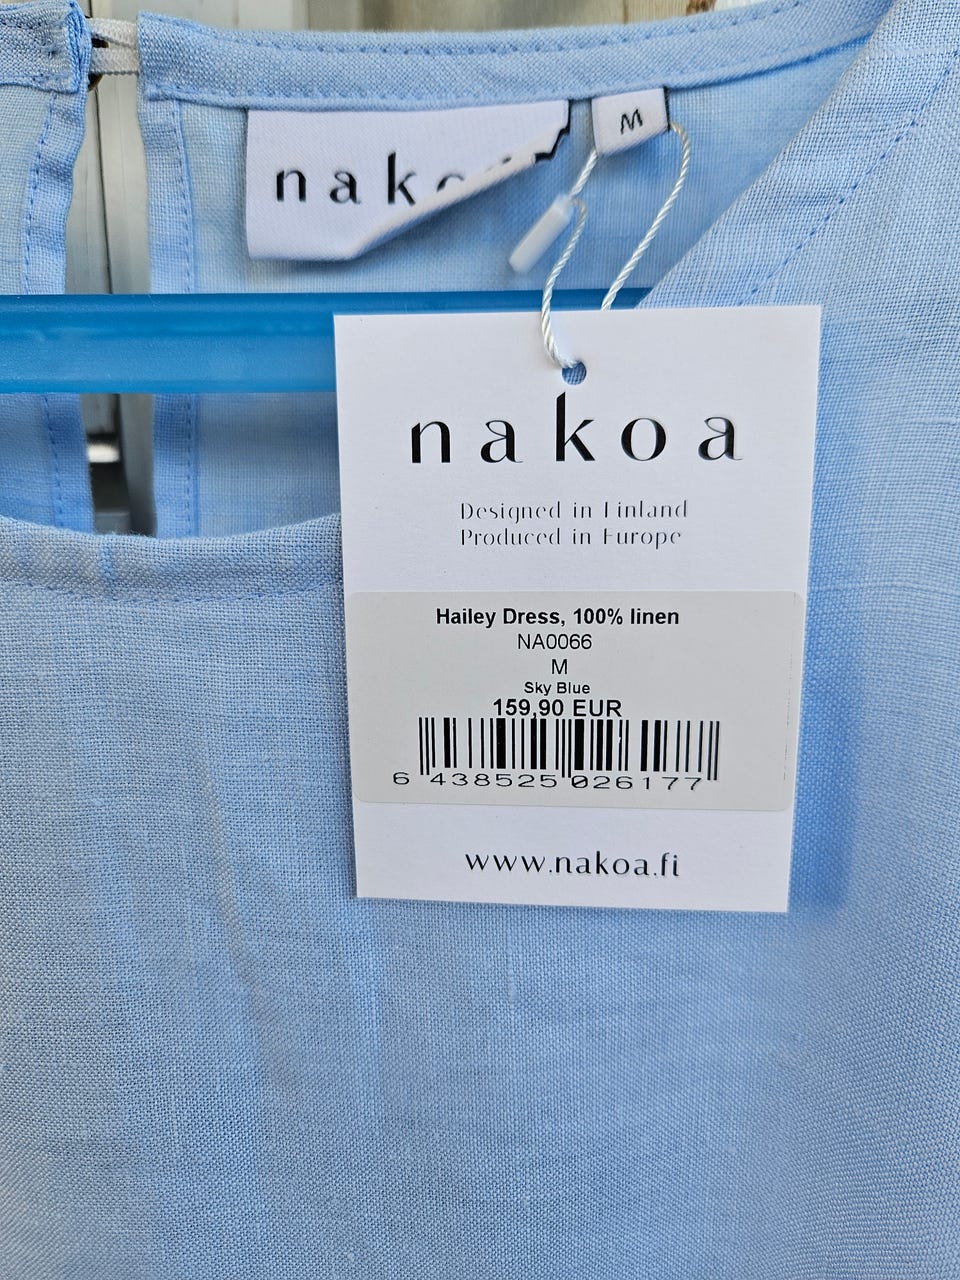 nako
M
nakoa
Designed in Finland
Produced in Europe
Hailey Dress, 100% linen
NA0066
M
Sky Blue
159,90 EUR
6 438525 026177
www.nakoa.fi